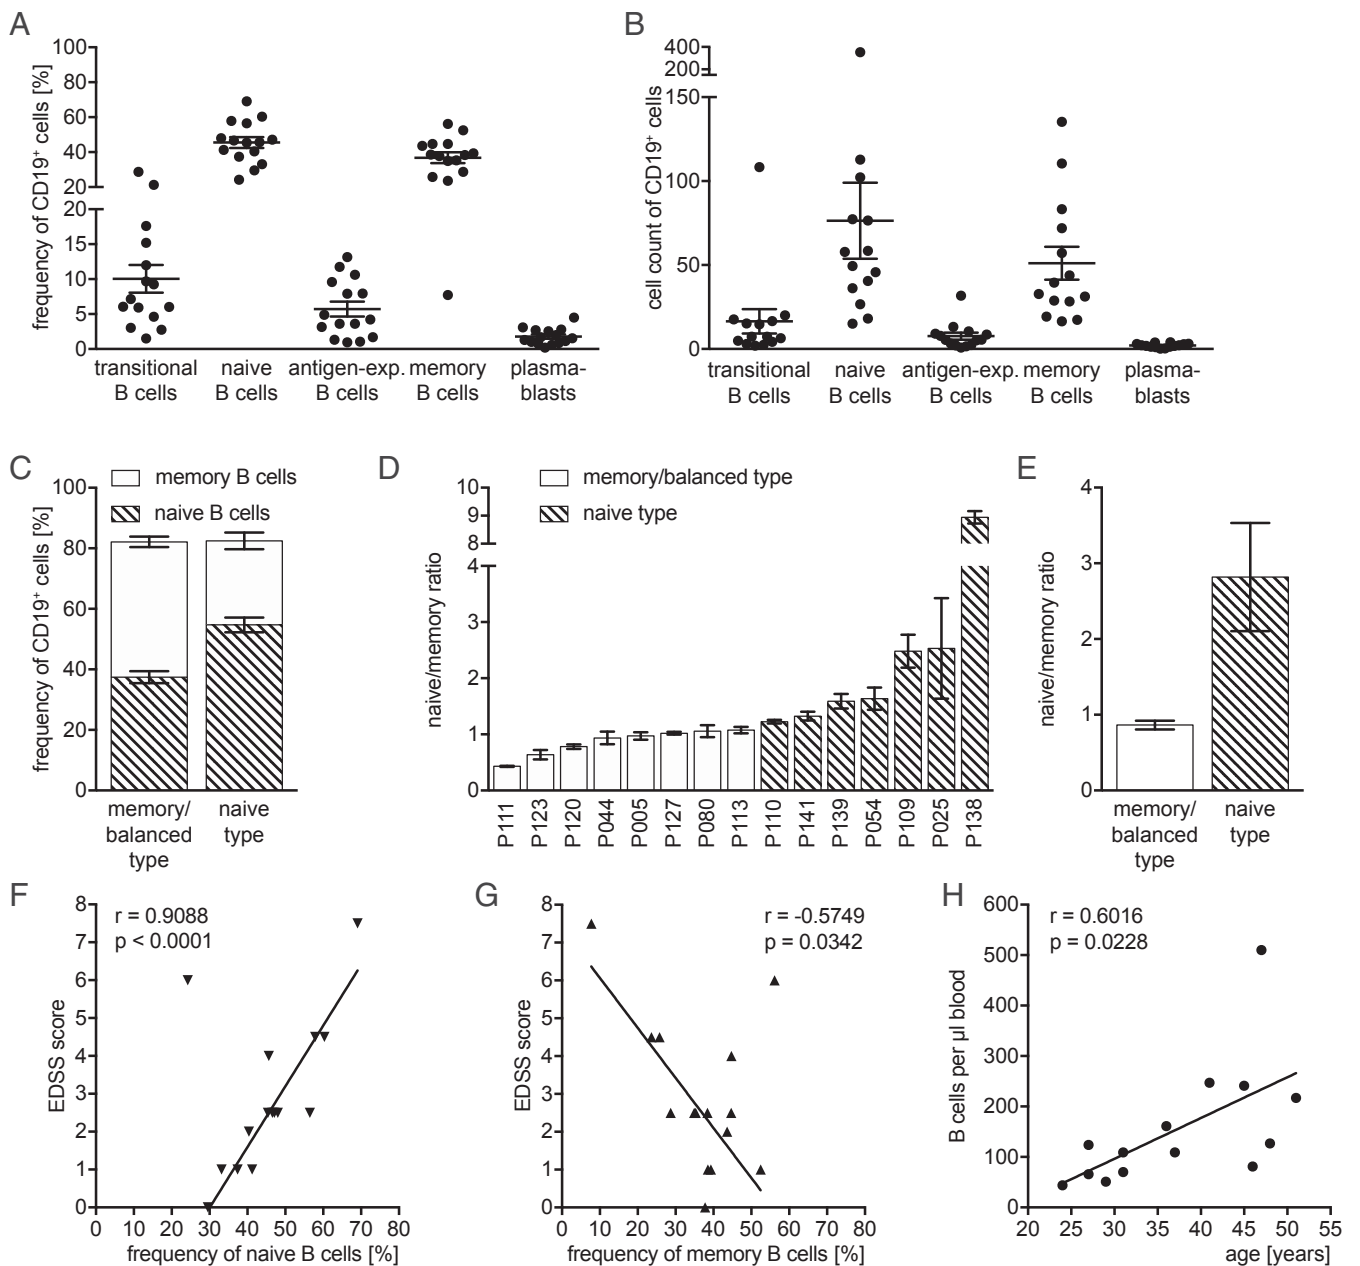 A
frequency of CD19+ cells [%]
100
80
60
40
20
20
15
10
5
0
transitional B cells
naive B cells
antigen-exp. B cells
memory B cells
plasma-blasts
B
cell count of CD19+ cells
400
200
150
100
50
0
transitional B cells
naive B cells
antigen-exp. B cells
memory B cells
plasma-blasts
C
memory B cells
naive B cells
frequency of CD19+ cells [%]
100
80
60
40
20
0
memory/
balanced
type
naive
type
D
memory/balanced type
naive type
naive/memory ratio
10
9
8
4
3
2
1
0
P111
P123
P120
P044
P005
P127
P080
P113
P110
P141
P139
P054
P109
P025
P138
E
naive/memory ratio
4
3
2
1
0
memory/
balanced
type
naive
type
F
r = 0.9088
p < 0.0001
EDSS score
8
7
6
5
4
3
2
1
0
0 10 20 30 40 50 60 70 80
frequency of naive B cells [%]
G
r = -0.5749
p = 0.0342
EDSS score
8
7
6
5
4
3
2
1
0
0 10 20 30 40 50 60 70 80
frequency of memory B cells [%]
H
r = 0.6016
p = 0.0228
B cells per µl blood
600
500
400
300
200
100
0
20 25 30 35 40 45 50 55
age [years]